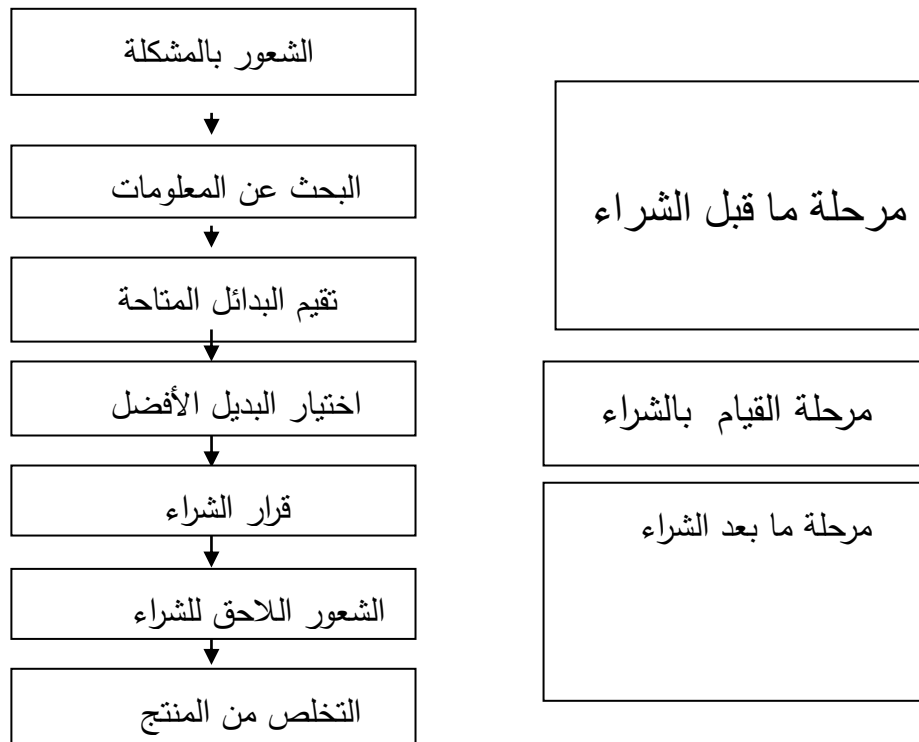 الشعور بالمشكلة
البحث عن المعلومات
تقيم البدائل المتاحة
اختيار البديل الأفضل
قرار الشراء
الشعور اللاحق للشراء
التخلص من المنتج
مرحلة ما قبل الشراء
مرحلة القيام بالشراء
مرحلة ما بعد الشراء